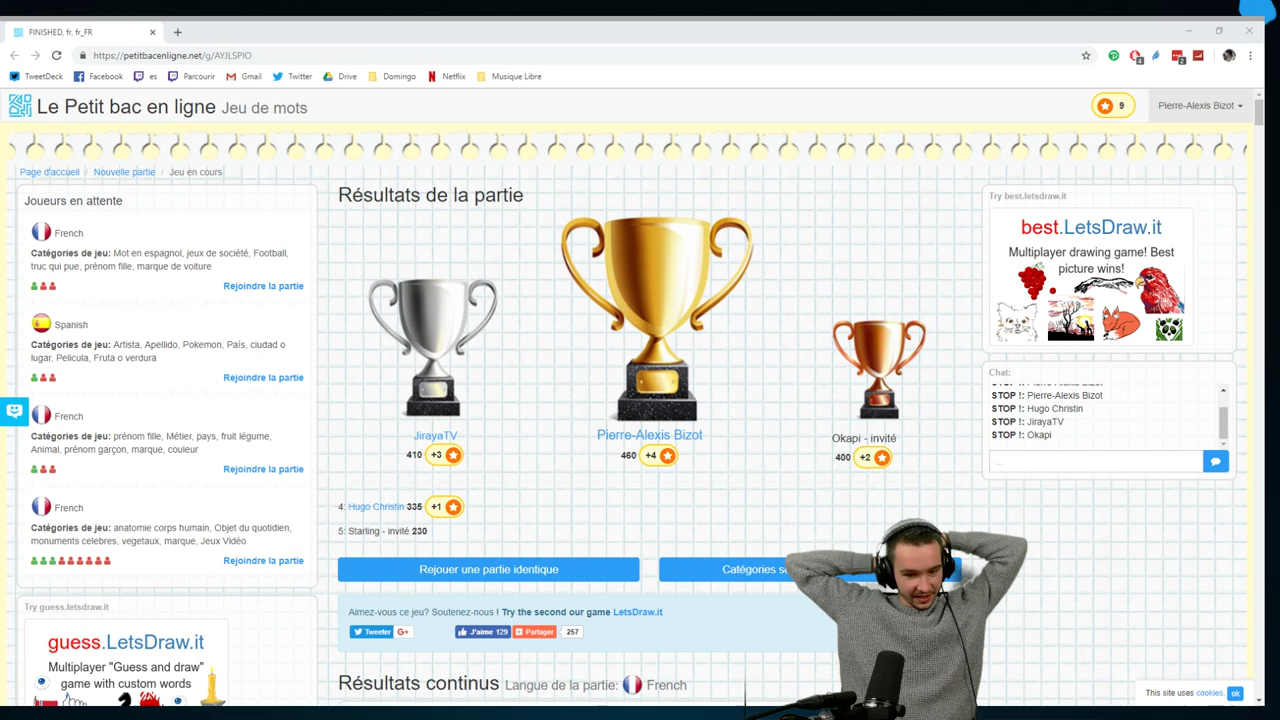 FINISHED, fr, fr_FR
https://petitbacenligne.net/g/AYJLSPIO
TweetDeck Facebook es Parcourir Gmail Twitter Drive Domingo Netflix Musique Libre
Le Petit bac en ligne Jeu de mots
9
Pierre-Alexis Bizot
Page d'accueil / Nouvelle partie / Jeu en cours
Joueurs en attente
French
Catégories de jeu: Mot en espagnol, jeux de société, Football,
truc qui pue, prénom fille, marque de voiture
Rejoindre la partie
Spanish
Catégories de jeu: Artista, Apellido, Pokemon, País, ciudad o
lugar, Pelicula, Fruta o verdura
Rejoindre la partie
French
Catégories de jeu: prénom fille, Métier, pays, fruit légume,
Animal, prénom garçon, marque, couleur
Rejoindre la partie
French
Catégories de jeu: anatomie corps humain, Objet du quotidien,
monuments celebres, vegetaux, marque, Jeux Vidéo
Rejoindre la partie
Try guess.letsdraw.it
guess.LetsDraw.it
Multiplayer "Guess and draw"
game with custom words
Résultats de la partie
JirayaTV
410 +3
Pierre-Alexis Bizot
460 +4
Okapi - invité
400 +2
4: Hugo Christin 335 +1
5: Starling - invité 230
Rejouer une partie identique
Catégories
Aimez-vous ce jeu? Soutenez-nous ! Try the second our game LetsDraw.it
Tweeter G+ J'aime 129 Partager 257
Résultats continus Langue de la partie: French
Try best.letsdraw.it
best.LetsDraw.it
Multiplayer drawing game! Best
picture wins!
Chat:
STOP !: Pierre-Alexis Bizot
STOP !: Pierre-Alexis Bizot
STOP !: Hugo Christin
STOP !: JirayaTV
STOP !: Okapi
...
This site uses cookies. ok